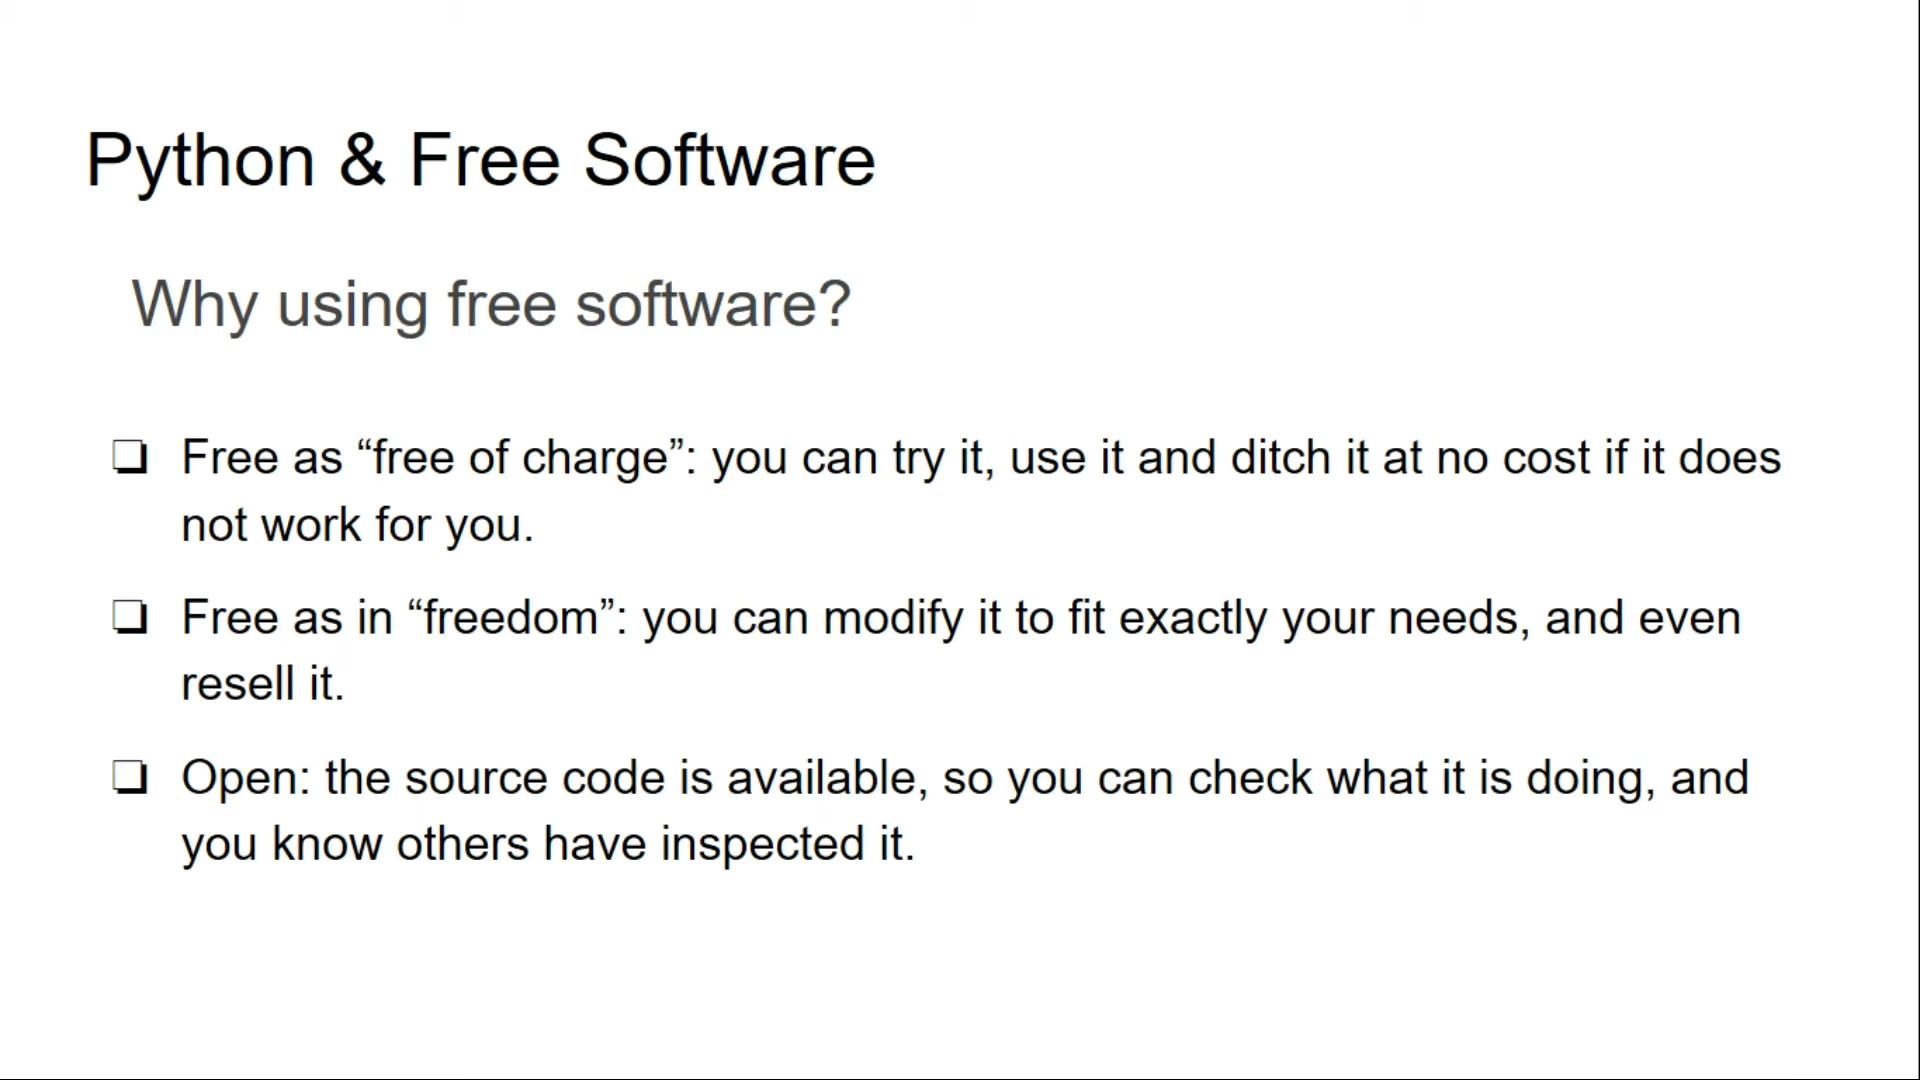 Python & Free Software
Why using free software?
❏ Free as “free of charge”: you can try it, use it and ditch it at no cost if it does
not work for you.
❏ Free as in “freedom”: you can modify it to fit exactly your needs, and even
resell it.
❏ Open: the source code is available, so you can check what it is doing, and
you know others have inspected it.